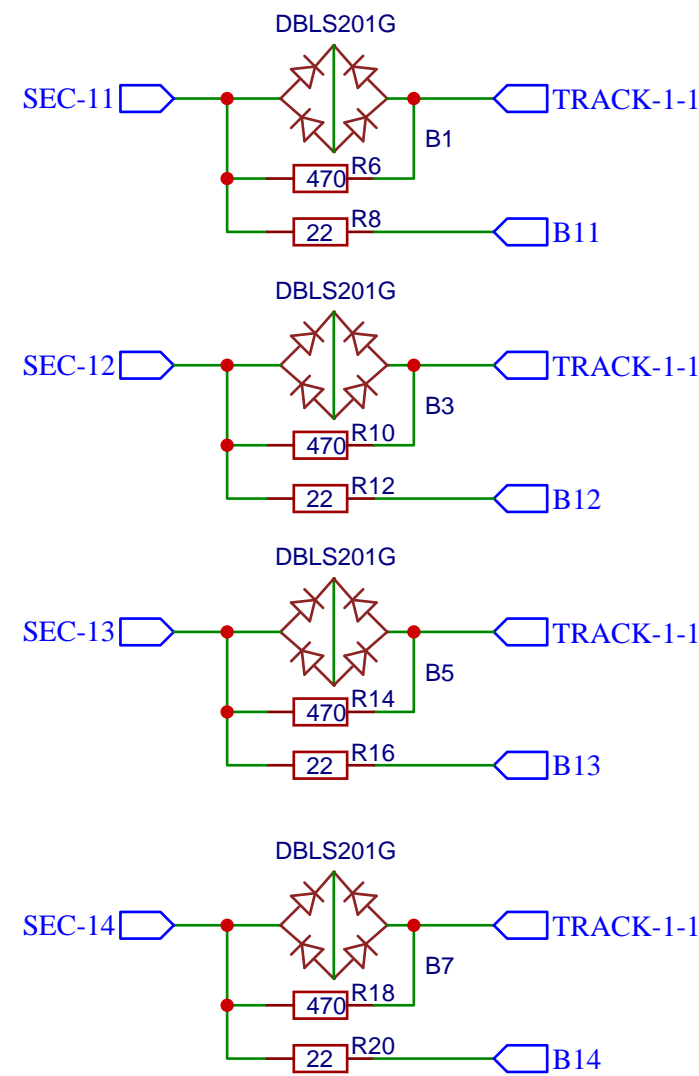 DBLS201G
SEC-11
TRACK-1-1
B1
R6
470
R8
22
B11
DBLS201G
SEC-12
TRACK-1-1
B3
R10
470
R12
22
B12
DBLS201G
SEC-13
TRACK-1-1
B5
R14
470
R16
22
B13
DBLS201G
SEC-14
TRACK-1-1
B7
R18
470
R20
22
B14